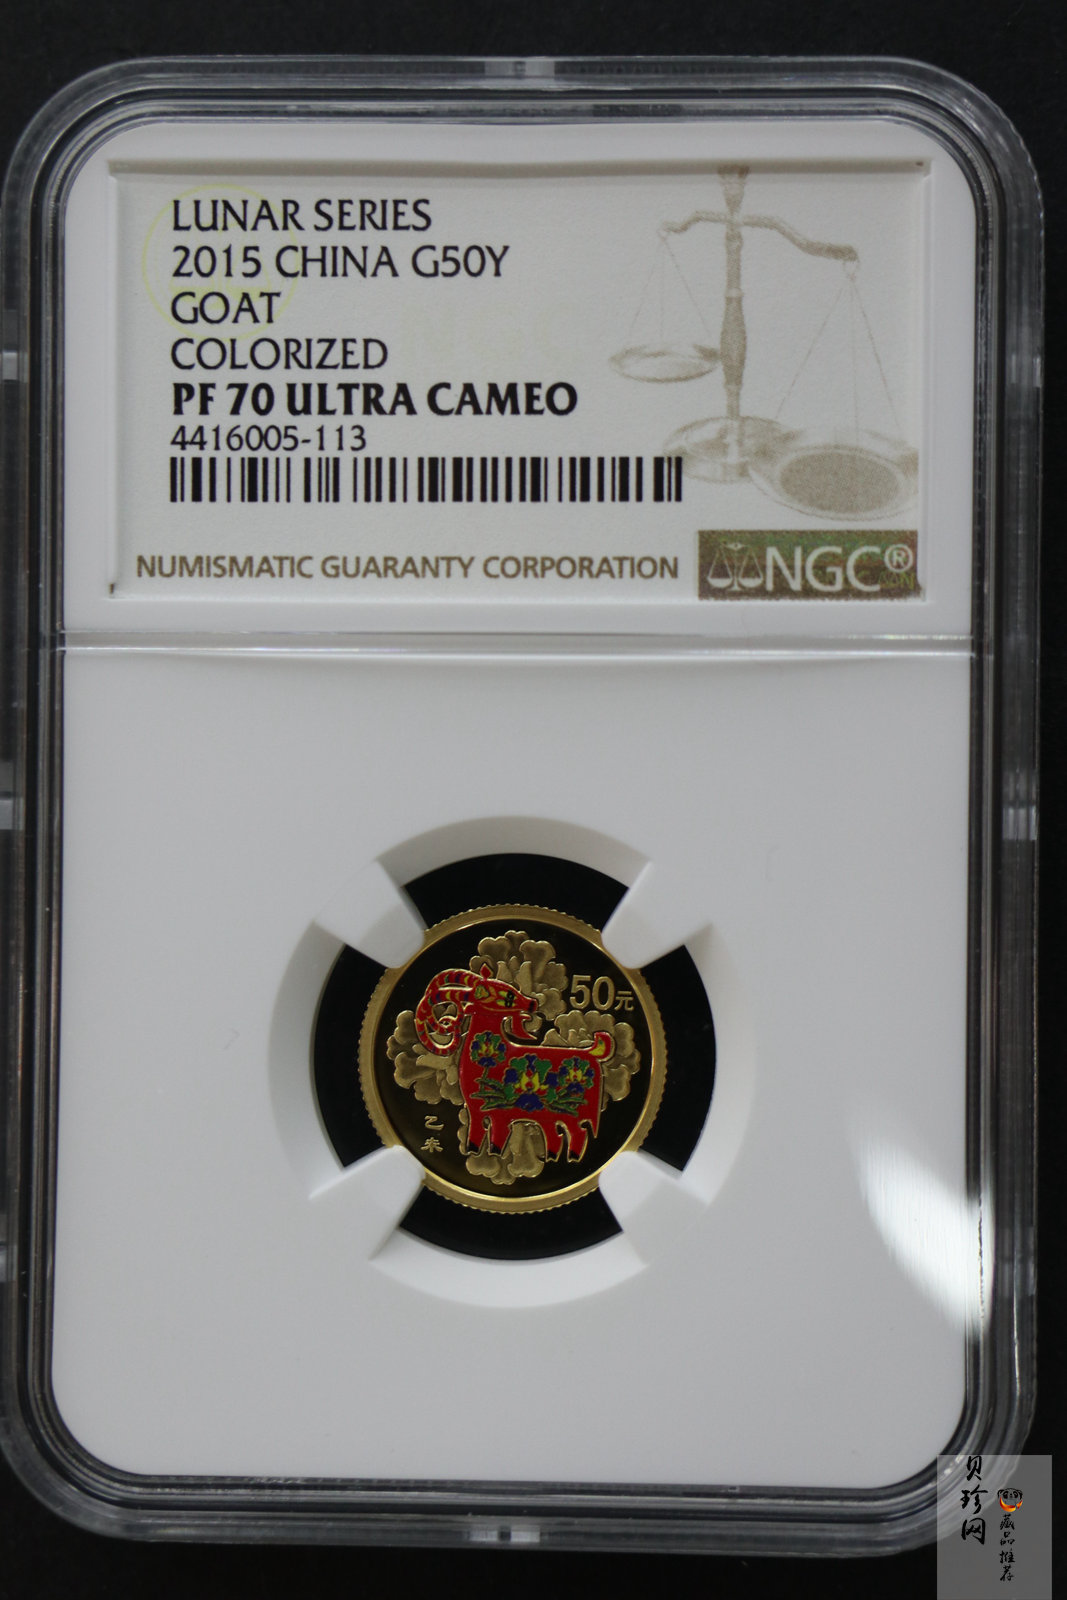 LUNAR SERIES
2015 CHINA G50Y
GOAT
COLORIZED
PF 70 ULTRA CAMEO
4416005-113
NUMISMATIC GUARANTY CORPORATION
NGC®
50元
乙未
贝珍网
藏品推荐